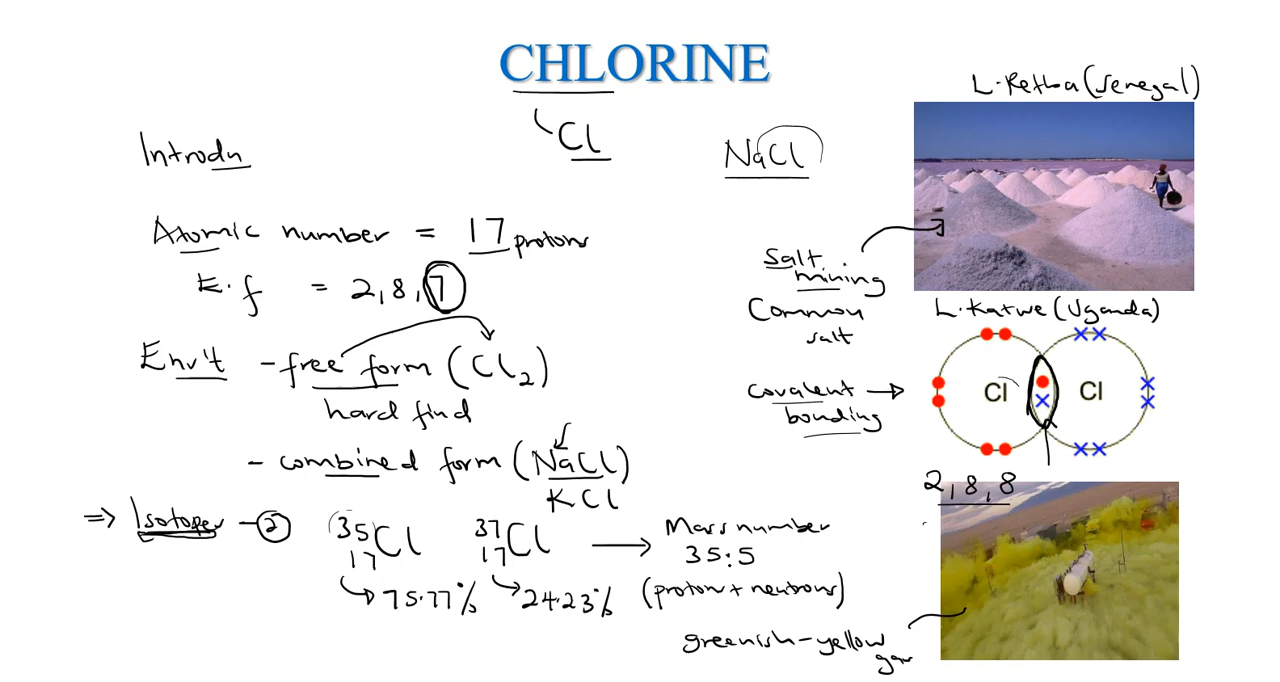 CHLORINE
Cl
Introdn
NaCl
L. Retba (Senegal)
Atomic number = 17 protons
E.f = 2,8,7
Salt
mining
Common
salt
L. Katwe (Uganda)
Env't - free form (Cl2)
hard find
Covalent
bonding
Cl
Cl
- combined form (NaCl)
KCl
2,8,8
=> Isotopes - 2
35 17 Cl
37 17 Cl
Mass number
35:5
75.77%
24.23%
(proton + neutrons)
greenish-yellow
gas